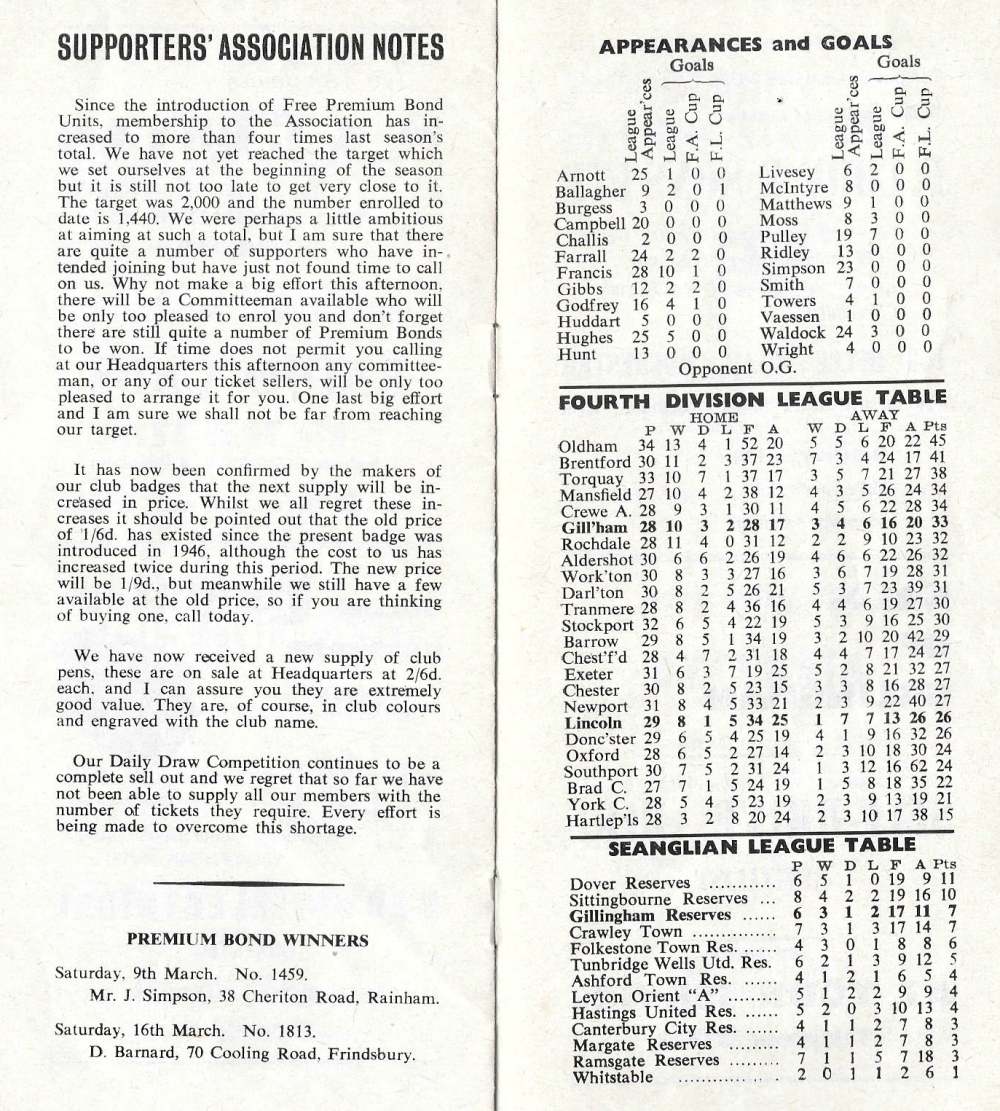 SUPPORTERS' ASSOCIATION NOTES
Since the introduction of Free Premium Bond
Units, membership to the Association has in-
creased to more than four times last season's
total. We have not yet reached the target which
we set ourselves at the beginning of the season
but it is still not too late to get very close to it.
The target was 2,000 and the number enrolled to
date is 1,440. We were perhaps a little ambitious
at aiming at such a total, but I am sure that there
are quite a number of supporters who have in-
tended joining but have just not found time to call
on us. Why not make a big effort this afternoon,
there will be a Committeeman available who will
be only too pleased to enrol you and don't forget
there are still quite a number of Premium Bonds
to be won. If time does not permit you calling
at our Headquarters this afternoon any committee-
man, or any of our ticket sellers, will be only too
pleased to arrange it for you. One last big effort
and I am sure we shall not be far from reaching
our target.
It has now been confirmed by the makers of
our club badges that the next supply will be in-
creased in price. Whilst we all regret these in-
creases it should be pointed out that the old price
of 1/6d. has existed since the present badge was
introduced in 1946, although the cost to us has
increased twice during this period. The new price
will be 1/9d., but meanwhile we still have a few
available at the old price, so if you are thinking
of buying one, call today.
We have now received a new supply of club
pens, these are on sale at Headquarters at 2/6d.
each, and I can assure you they are extremely
good value. They are, of course, in club colours
and engraved with the club name.
Our Daily Draw Competition continues to be a
complete sell out and we regret that so far we have
not been able to supply all our members with the
number of tickets they require. Every effort is
being made to overcome this shortage.
PREMIUM BOND WINNERS
Saturday, 9th March. No. 1459.
Mr. J. Simpson, 38 Cheriton Road, Rainham.
Saturday, 16th March. No. 1813.
D. Barnard, 70 Cooling Road, Frindsbury.
APPEARANCES and GOALS
Goals Goals
League Appear'ces League F.A. Cup F.L. Cup League Appear'ces League F.A. Cup F.L. Cup
Arnott 25 1 0 0 Livesey 6 2 0 0
Ballagher 9 2 0 1 McIntyre 8 0 0 0
Burgess 3 0 0 0 Matthews 9 1 0 0
Campbell 20 0 0 0 Moss 8 3 0 0
Challis 2 0 0 0 Pulley 19 7 0 0
Farrall 24 2 2 0 Ridley 13 0 0 0
Francis 28 10 1 0 Simpson 23 0 0 0
Gibbs 12 2 2 0 Smith 7 0 0 0
Godfrey 16 4 1 0 Towers 4 1 0 0
Huddart 5 0 0 0 Vaessen 1 0 0 0
Hughes 25 5 0 0 Waldock 24 3 0 0
Hunt 13 0 0 0 Wright 4 0 0 0
Opponent O.G.
FOURTH DIVISION LEAGUE TABLE
HOME AWAY
P W D L F A W D L F A Pts
Oldham 34 13 4 1 52 20 5 5 6 20 22 45
Brentford 30 11 2 3 37 23 7 3 4 24 17 41
Torquay 33 10 7 1 37 17 3 5 7 21 27 38
Mansfield 27 10 4 2 38 12 4 3 5 26 24 34
Crewe A. 28 9 3 1 30 11 4 5 6 22 28 34
Gill'ham 28 10 3 2 28 17 3 4 6 16 20 33
Rochdale 28 11 4 0 31 12 2 2 9 10 23 32
Aldershot 30 6 6 2 26 19 4 6 6 22 26 32
Work'ton 30 8 3 3 27 16 3 6 7 19 28 31
Darl'ton 30 8 2 5 26 21 5 3 7 23 39 31
Tranmere 28 8 2 4 36 16 4 4 6 19 27 30
Stockport 32 6 5 4 22 19 5 3 9 16 25 30
Barrow 29 8 5 1 34 19 3 2 10 20 42 29
Chest'f'd 28 4 7 2 31 18 4 4 7 17 24 27
Exeter 31 6 3 7 19 25 5 2 8 21 32 27
Chester 30 8 2 5 23 15 3 3 8 16 28 27
Newport 31 8 4 5 33 21 2 3 9 22 40 27
Lincoln 29 8 1 5 34 25 1 7 7 13 26 26
Donc'ster 29 6 5 4 25 19 4 1 9 16 32 26
Oxford 28 6 5 2 27 14 2 3 10 18 30 24
Southport 30 7 5 2 31 24 1 3 12 16 62 24
Brad C. 27 7 1 5 24 19 1 5 8 18 35 22
York C. 28 5 4 5 23 19 2 3 9 13 19 21
Hartlep'ls 28 3 2 8 20 24 2 3 10 17 38 15
SEANGLIAN LEAGUE TABLE
P W D L F A Pts
Dover Reserves ............ 6 5 1 0 19 9 11
Sittingbourne Reserves ... 8 4 2 2 19 16 10
Gillingham Reserves ...... 6 3 1 2 17 11 7
Crawley Town ............... 7 3 1 3 17 14 7
Folkestone Town Res. ...... 4 3 0 1 8 8 6
Tunbridge Wells Utd. Res. 6 2 1 3 9 12 5
Ashford Town Res. ...... 4 1 2 1 6 5 4
Leyton Orient "A" ......... 5 1 2 2 9 9 4
Hastings United Res. ...... 5 2 0 3 10 13 4
Canterbury City Res. ...... 4 1 1 2 7 8 3
Margate Reserves ......... 4 1 1 2 7 8 3
Ramsgate Reserves ......... 7 1 1 5 7 18 3
Whitstable ............... 2 0 1 1 2 6 1